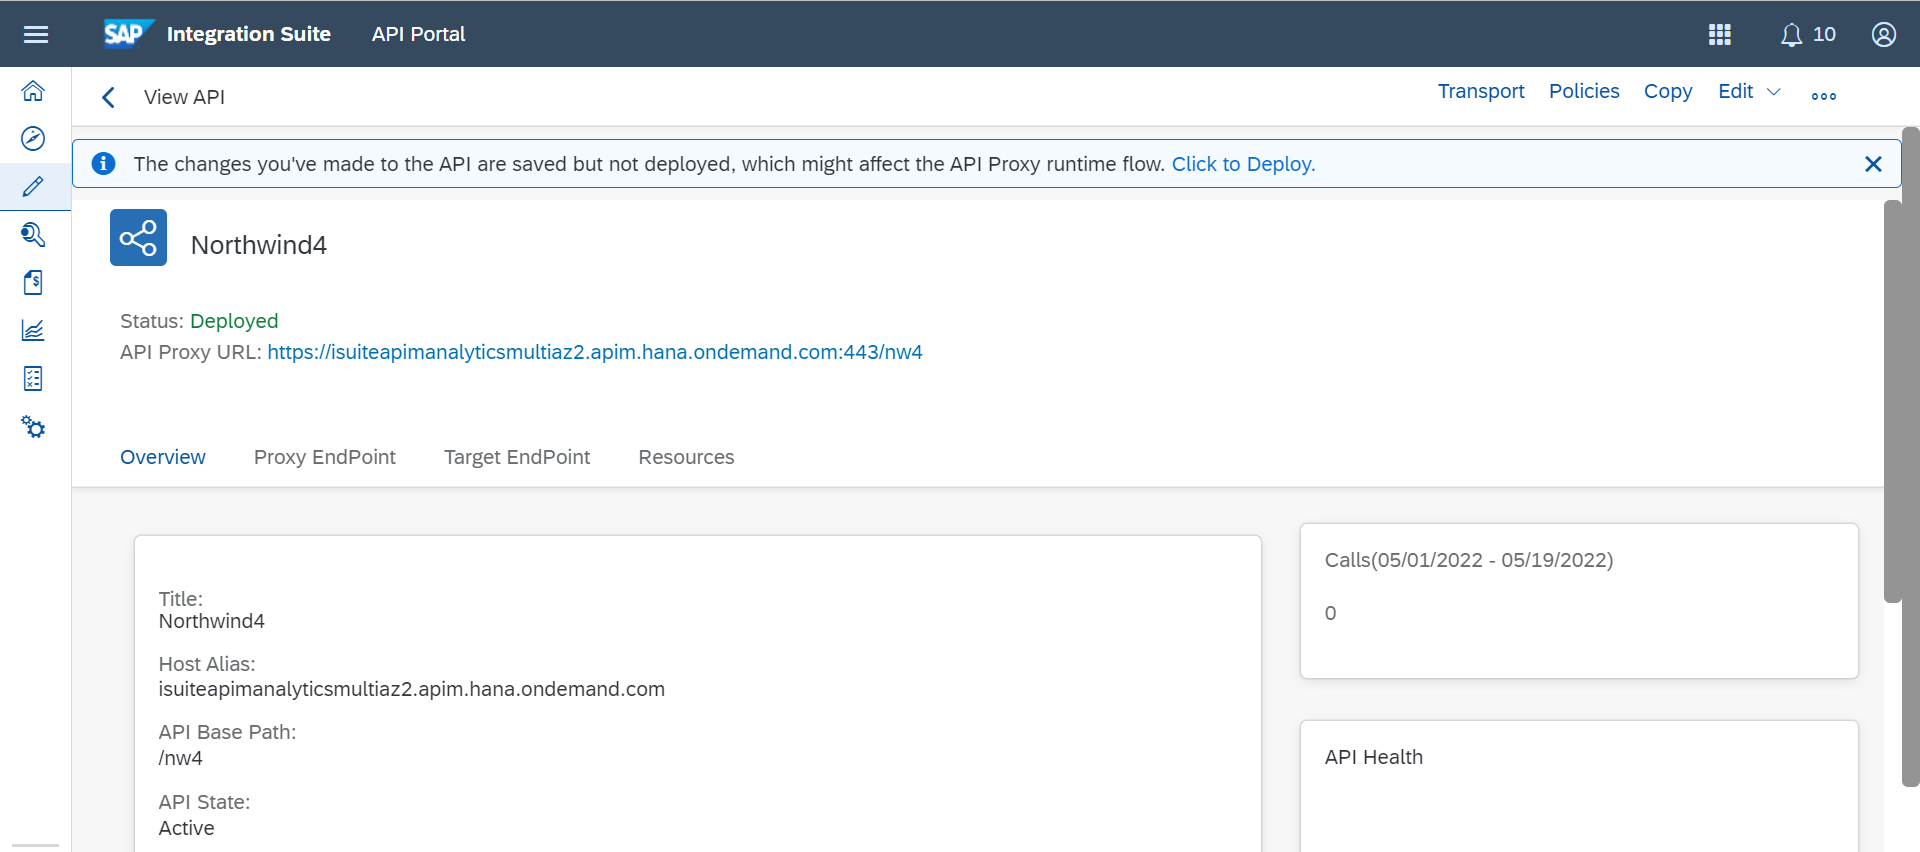 SAP Integration Suite API Portal 10
View API Transport Policies Copy Edit
The changes you've made to the API are saved but not deployed, which might affect the API Proxy runtime flow. Click to Deploy.
Northwind4
Status: Deployed
API Proxy URL: https://isuiteapimanalyticsmultiaz2.apim.hana.ondemand.com:443/nw4
Overview Proxy EndPoint Target EndPoint Resources
Title:
Northwind4
Host Alias:
isuiteapimanalyticsmultiaz2.apim.hana.ondemand.com
API Base Path:
/nw4
API State:
Active
Calls(05/01/2022 - 05/19/2022)
0
API Health